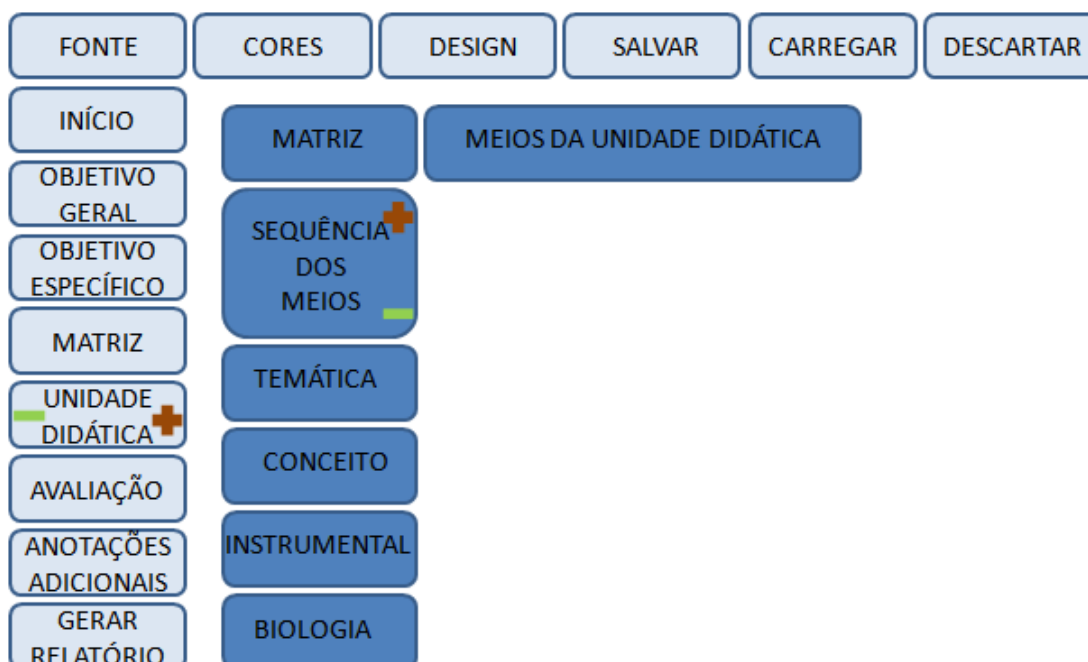 FONTE
CORES
DESIGN
SALVAR
CARREGAR
DESCARTAR
INÍCIO
OBJETIVO
GERAL
OBJETIVO
ESPECÍFICO
MATRIZ
UNIDADE
DIDÁTICA
AVALIAÇÃO
ANOTAÇÕES
ADICIONAIS
GERAR
RELATÓRIO
MATRIZ
MEIOS DA UNIDADE DIDÁTICA
SEQUÊNCIA
DOS
MEIOS
TEMÁTICA
CONCEITO
INSTRUMENTAL
BIOLOGIA